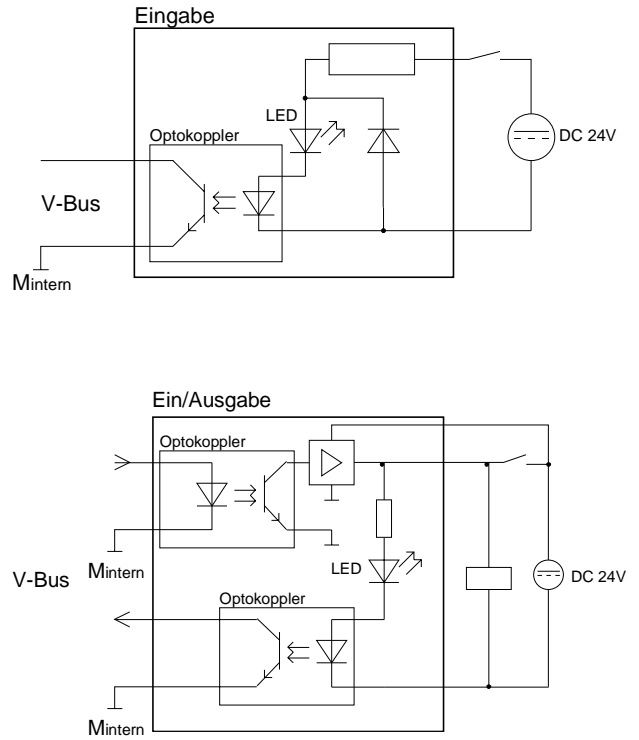 Eingabe
LED
Optokoppler
DC 24V
V-Bus
Mintern
Ein/Ausgabe
Optokoppler
LED
DC 24V
V-Bus
Mintern
Optokoppler
Mintern